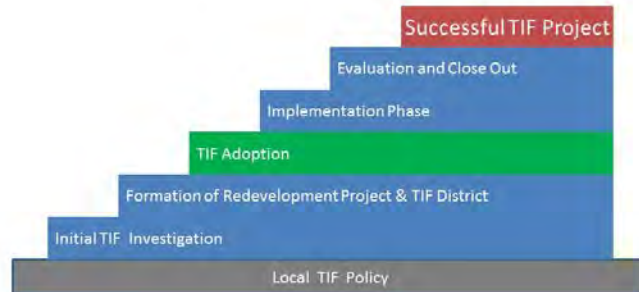 Successful TIF Project
Evaluation and Close Out
Implementation Phase
TIF Adoption
Formation of Redevelopment Project & TIF District
Initial TIF Investigation
Local TIF Policy